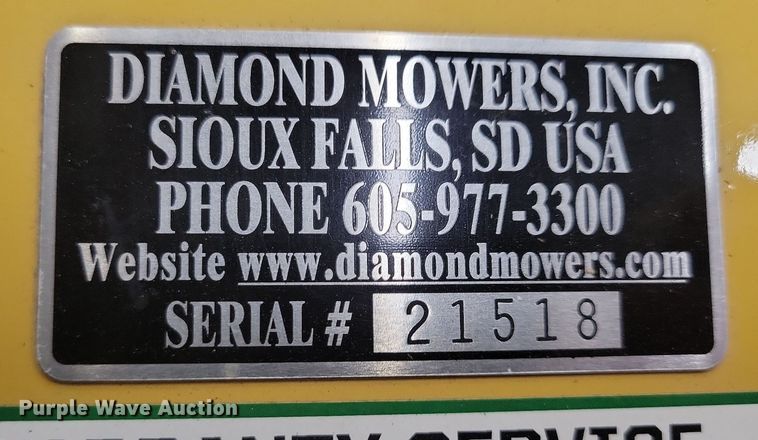 DIAMOND MOWERS, INC.
SIOUX FALLS, SD USA
PHONE 605-977-3300
Website www.diamondmowers.com
SERIAL # 21518
Purple Wave Auction
SERVICE